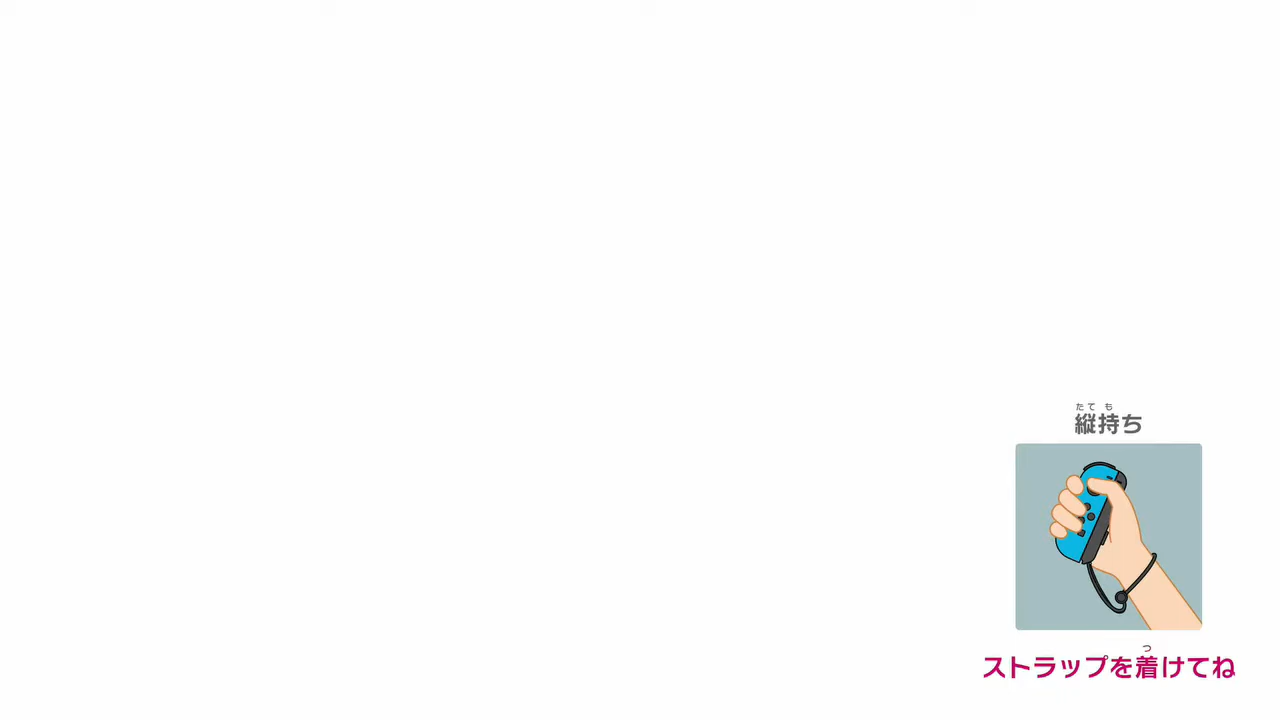 たて も
縦持ち
つ
ストラップを着けてね